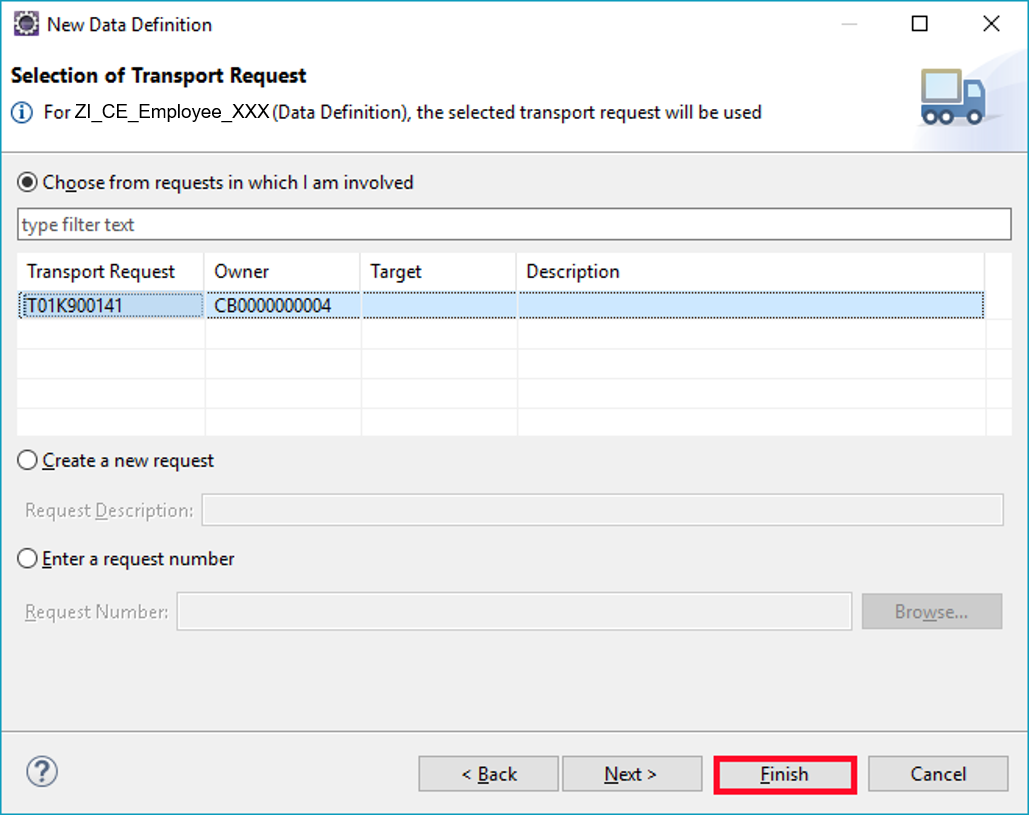 New Data Definition
Selection of Transport Request
For ZI_CE_Employee_XXX (Data Definition), the selected transport request will be used
Choose from requests in which I am involved
type filter text
Transport Request Owner Target Description
T01K900141 CB0000000004
Create a new request
Request Description:
Enter a request number
Request Number: Browse...
? < Back Next > Finish Cancel